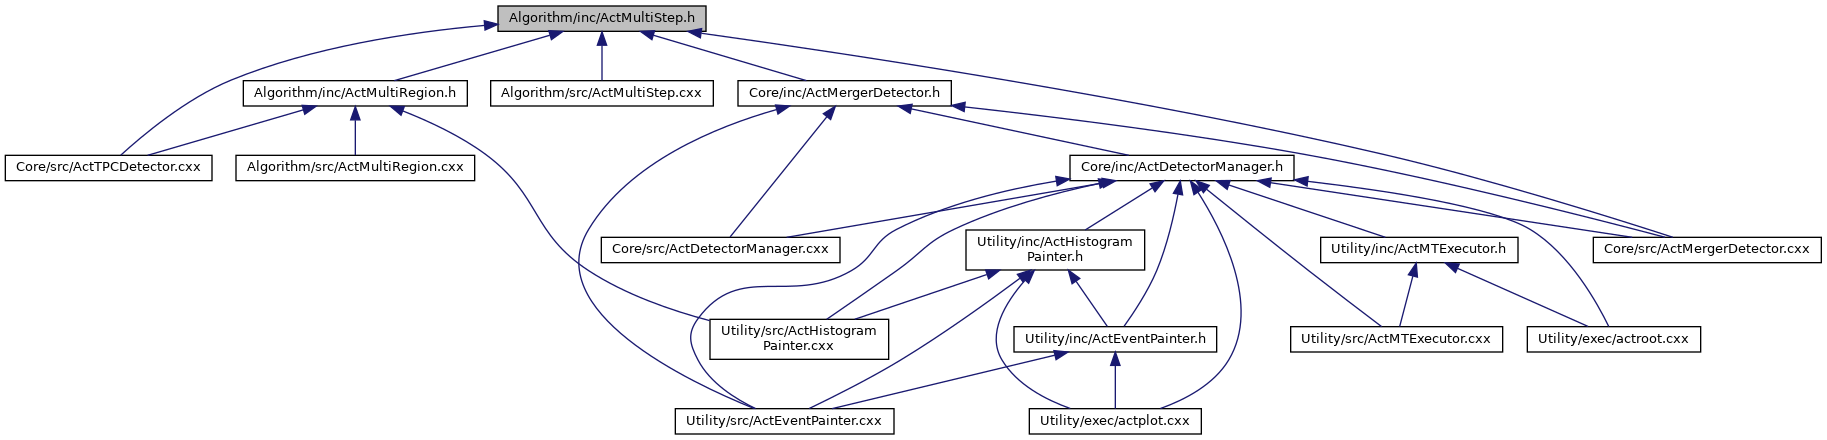 Algorithm/inc/ActMultiStep.h
Algorithm/inc/ActMultiRegion.h
Algorithm/src/ActMultiStep.cxx
Core/inc/ActMergerDetector.h
Core/src/ActTPCDetector.cxx
Algorithm/src/ActMultiRegion.cxx
Core/inc/ActDetectorManager.h
Core/src/ActDetectorManager.cxx
Utility/inc/ActHistogram
Painter.h
Utility/inc/ActMTExecutor.h
Core/src/ActMergerDetector.cxx
Utility/src/ActHistogram
Painter.cxx
Utility/inc/ActEventPainter.h
Utility/src/ActMTExecutor.cxx
Utility/exec/actroot.cxx
Utility/src/ActEventPainter.cxx
Utility/exec/actplot.cxx